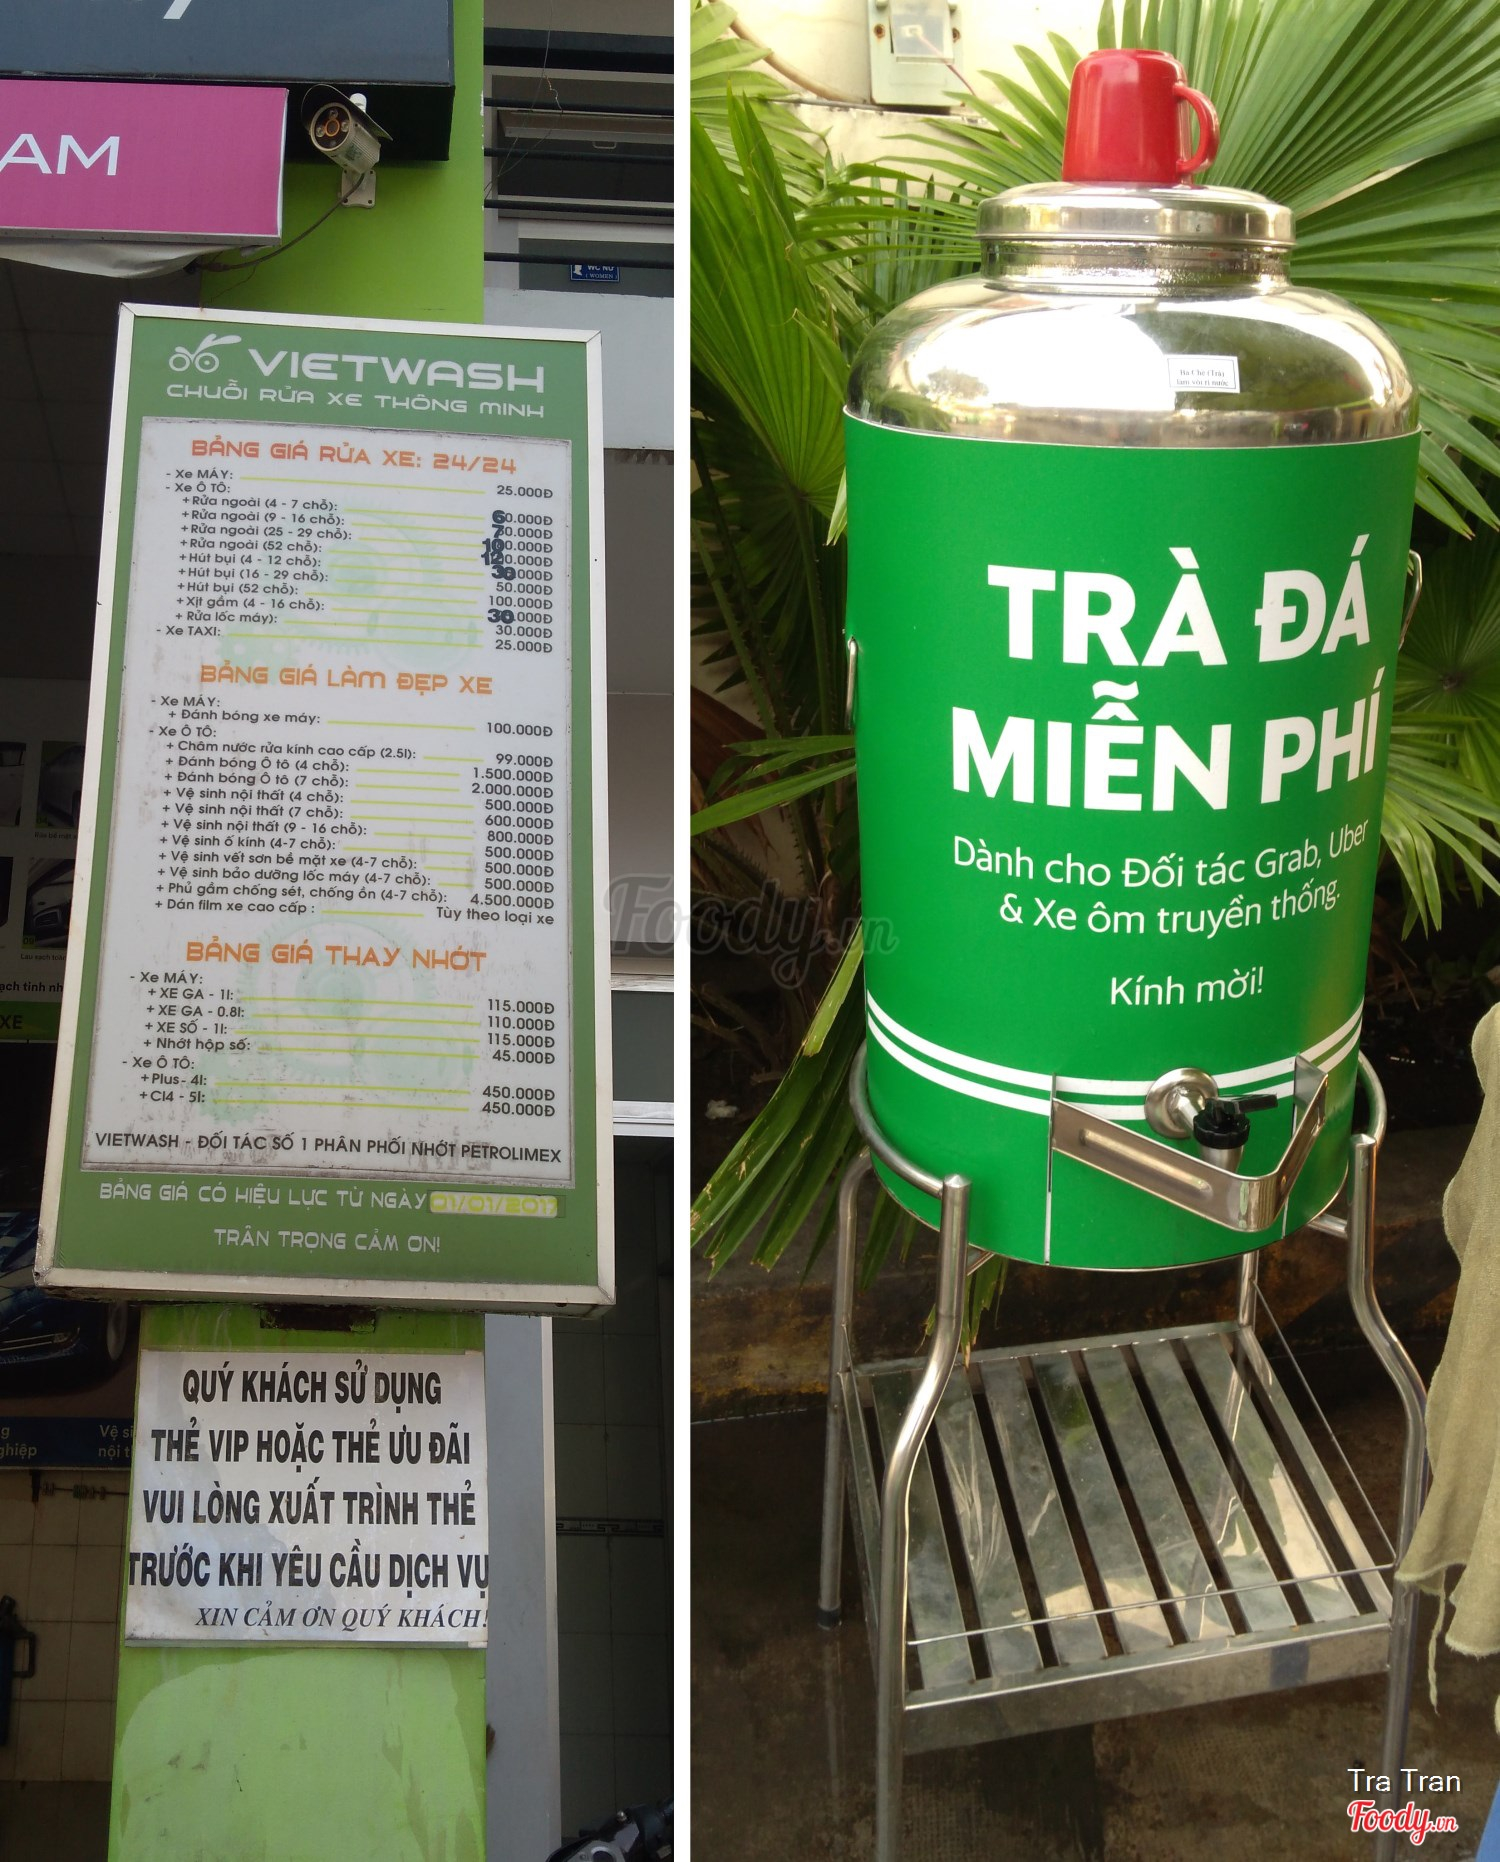 AM
WC NỮ
(WOMEN)
VIETWASH
CHUỖI RỬA XE THÔNG MINH
BẢNG GIÁ RỬA XE: 24/24
- Xe MÁY: 25.000Đ
- Xe Ô TÔ:
+Rửa ngoài (4 - 7 chỗ): 60.000Đ
+Rửa ngoài (9 - 16 chỗ): 70.000Đ
+Rửa ngoài (25 - 29 chỗ): 100.000Đ
+Rửa ngoài (52 chỗ): 120.000Đ
+Hút bụi (4 - 12 chỗ): 30.000Đ
+Hút bụi (16 - 29 chỗ): 50.000Đ
+Hút bụi (52 chỗ): 100.000Đ
+Xịt gầm (4 - 16 chỗ): 30.000Đ
+ Rửa lốc máy): 30.000Đ
- Xe TAXI: 25.000Đ
BẢNG GIÁ LÀM ĐẸP XE
- Xe MÁY:
+ Đánh bóng xe máy: 100.000Đ
- Xe Ô TÔ:
+ Châm nước rửa kính cao cấp (2.5l): 99.000Đ
+ Đánh bóng Ô tô (4 chỗ): 1.500.000Đ
+ Đánh bóng Ô tô (7 chỗ): 2.000.000Đ
+ Vệ sinh nội thất (4 chỗ): 500.000Đ
+ Vệ sinh nội thất (7 chỗ): 600.000Đ
+ Vệ sinh nội thất (9 - 16 chỗ): 800.000Đ
+ Vệ sinh ố kính (4-7 chỗ): 500.000Đ
+ Vệ sinh vết sơn bề mặt xe (4-7 chỗ): 500.000Đ
+ Vệ sinh bảo dưỡng lốc máy (4-7 chỗ): 500.000Đ
+ Phủ gầm chống sét, chống ồn (4-7 chỗ): 4.500.000Đ
+ Dán film xe cao cấp : Tùy theo loại xe
BẢNG GIÁ THAY NHỚT
- Xe MÁY:
+ XE GA - 1l: 115.000Đ
+ XE GA - 0.8l: 110.000Đ
+ XE SỐ - 1l: 115.000Đ
+ Nhớt hộp số: 45.000Đ
- Xe Ô TÔ:
+Plus- 4l: 450.000Đ
+CI4 - 5l: 450.000Đ
VIETWASH - ĐỐI TÁC SỐ 1 PHÂN PHỐI NHỚT PETROLIMEX
BẢNG GIÁ CÓ HIỆU LỰC TỪ NGÀY 01/01/2017
TRÂN TRỌNG CẢM ƠN!
QUÝ KHÁCH SỬ DỤNG
THẺ VIP HOẶC THẺ ƯU ĐÃI
VUI LÒNG XUẤT TRÌNH THẺ
TRƯỚC KHI YÊU CẦU DỊCH VỤ
XIN CẢM ƠN QUÝ KHÁCH!
XE
Foody.vn
TRÀ ĐÁ
MIỄN PHÍ
Dành cho Đối tác Grab, Uber
& Xe ôm truyền thống.
Kính mời!
Tra Tran
Foody.vn